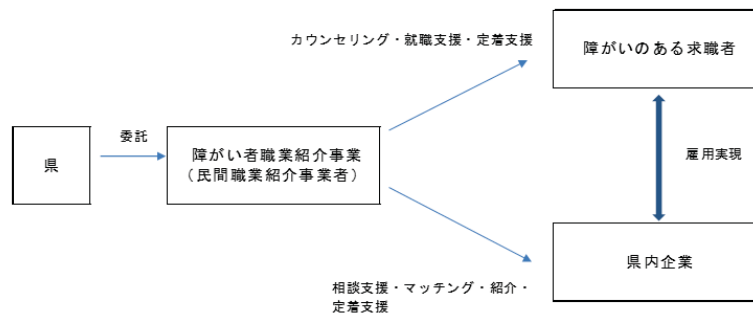 カウンセリング・就職支援・定着支援
障がいのある求職者
委託
県
障がい者職業紹介事業
（民間職業紹介事業者）
雇用実現
県内企業
相談支援・マッチング・紹介・
定着支援